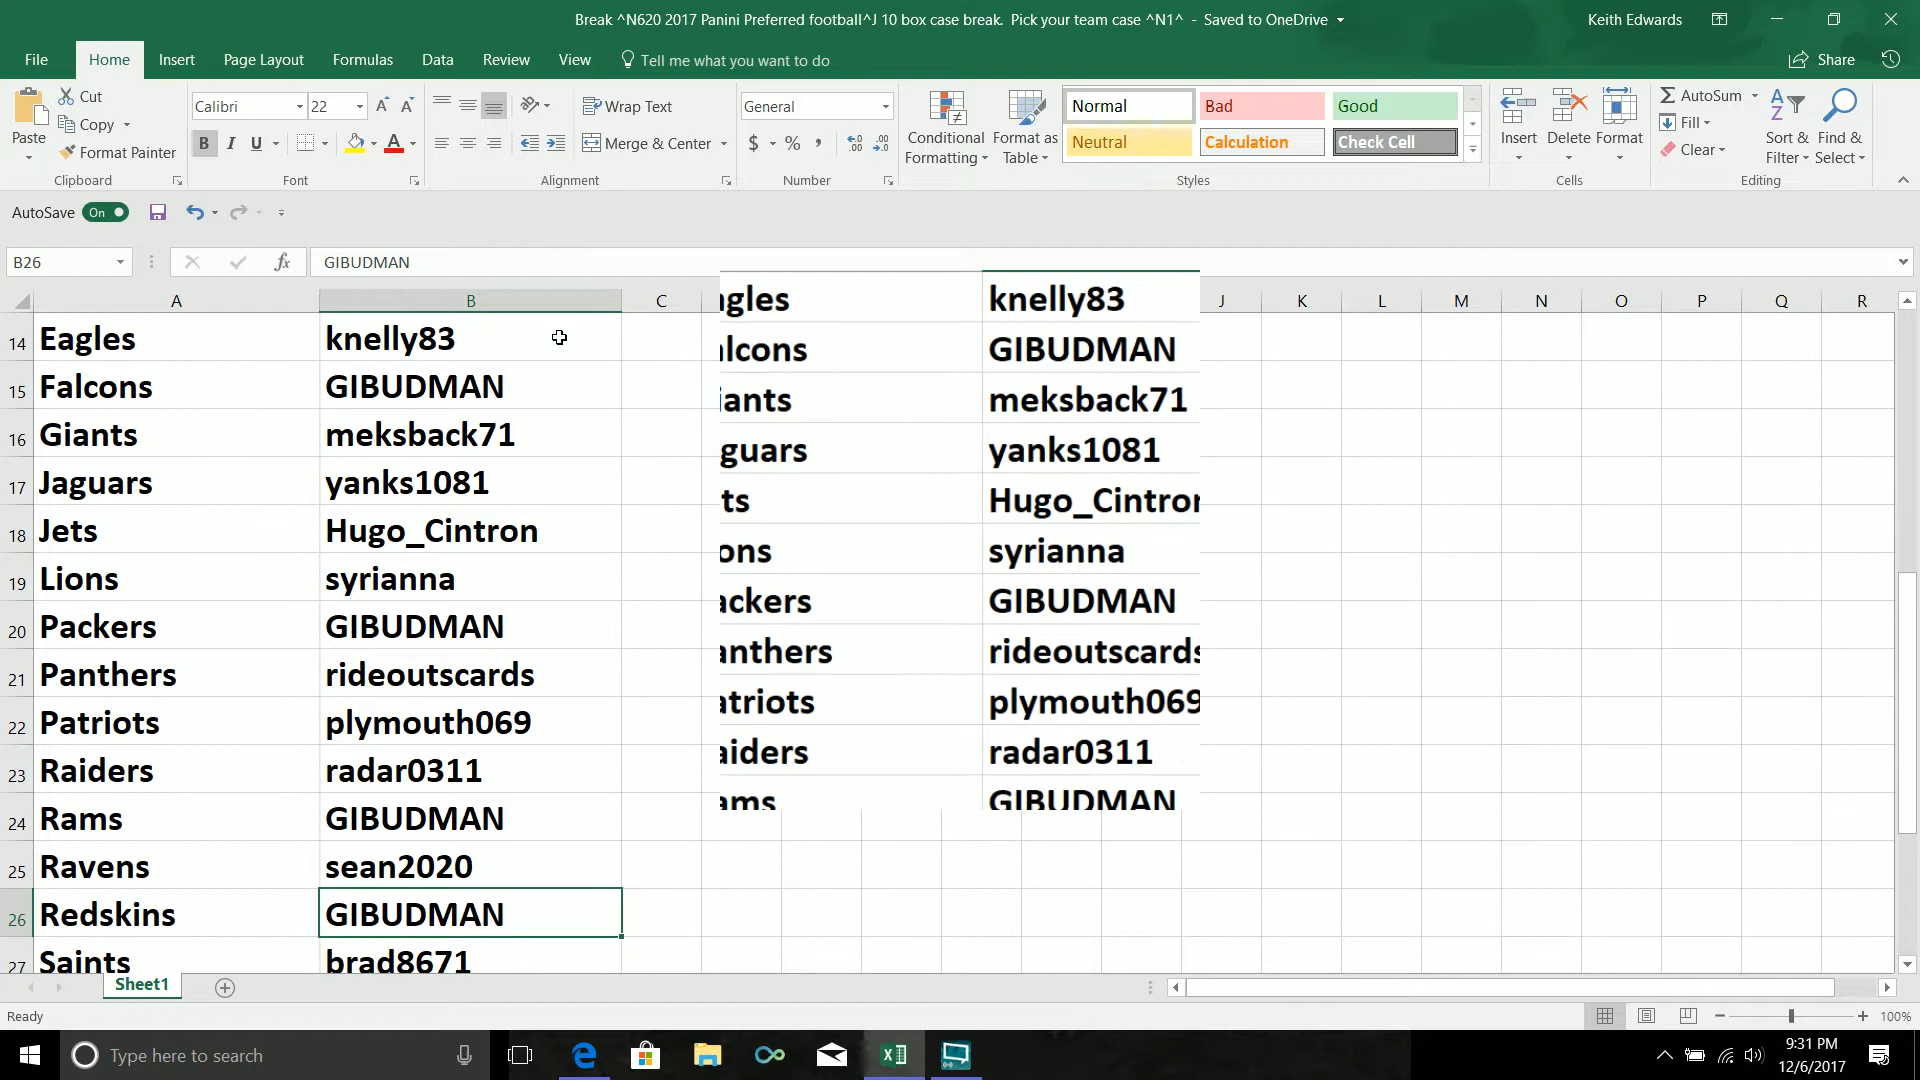 Break ^N620 2017 Panini Preferred football^J 10 box case break.  Pick your team case ^N1^ - Saved to OneDrive
Keith Edwards
File Home Insert Page Layout Formulas Data Review View Tell me what you want to do
Share
Paste
Cut
Copy
Format Painter
Calibri 22
B I U
Wrap Text
Merge & Center
General
$ % ,
Conditional Formatting
Format as Table
Normal Bad Good
Neutral Calculation Check Cell
Insert Delete Format
AutoSum
Fill
Clear
Sort & Filter
Find & Select
Clipboard Font Alignment Number Styles Cells Editing
AutoSave On
B26 fx GIBUDMAN
A B C J K L M N O P Q R
14 Eagles knelly83
15 Falcons GIBUDMAN
16 Giants meksback71
17 Jaguars yanks1081
18 Jets Hugo_Cintron
19 Lions syrianna
20 Packers GIBUDMAN
21 Panthers rideoutscards
22 Patriots plymouth069
23 Raiders radar0311
24 Rams GIBUDMAN
25 Ravens sean2020
26 Redskins GIBUDMAN
27 Saints brad8671
gles knelly83
lcons GIBUDMAN
iants meksback71
guars yanks1081
ts Hugo_Cintron
ons syrianna
ackers GIBUDMAN
anthers rideoutscards
atriots plymouth069
aiders radar0311
ams GIBUDMAN
Sheet1
Ready
100%
Type here to search
9:31 PM
12/6/2017